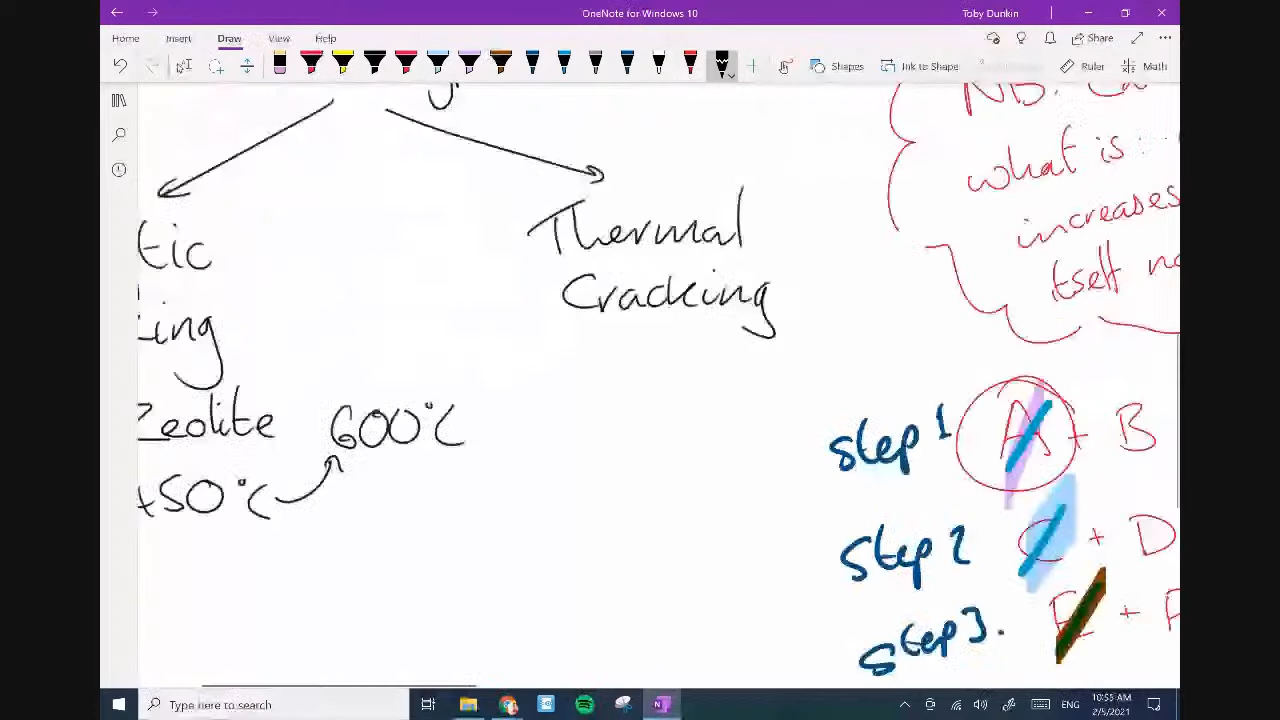 OneNote for Windows 10
Toby Dunkin
Home Insert Draw View Help
Share
Shapes
Ink to Shape
Ruler
Math
Thermal
Cracking
tic
king
Zeolite
600°C
450°C
NB.
what is
increases
itself
step 1 A + B
step 2 C + D
step 3. E +
Type here to search
ENG
10:55 AM
2/5/2021